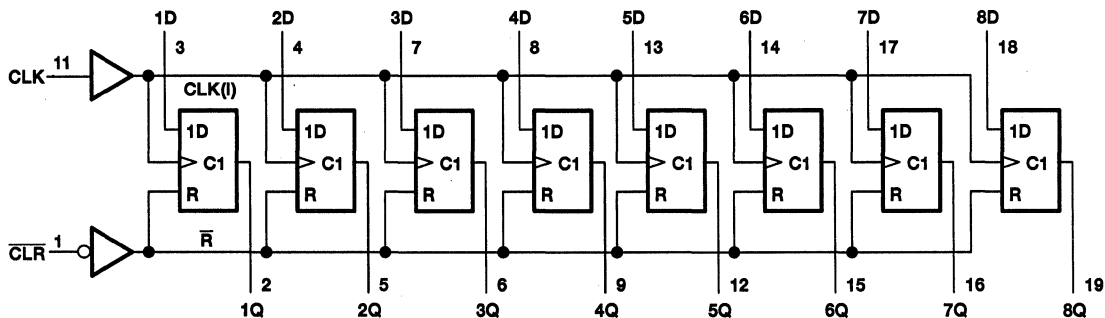 1D 2D 3D 4D 5D 6D 7D 8D
3 4 7 8 13 14 17 18
CLK 11
CLK(I)
1D 1D 1D 1D 1D 1D 1D 1D
C1 C1 C1 C1 C1 C1 C1 C1
R R R R R R R R
C̅L̅R̅ 1
R̅
2 5 6 9 12 15 16 19
1Q 2Q 3Q 4Q 5Q 6Q 7Q 8Q